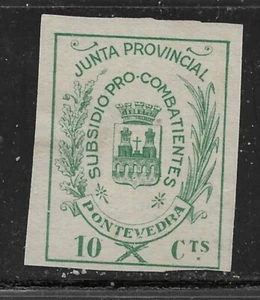 JUNTA PROVINCIAL
SUBSIDIO PRO-COMBATIENTES
PONTEVEDRA
10 CTS